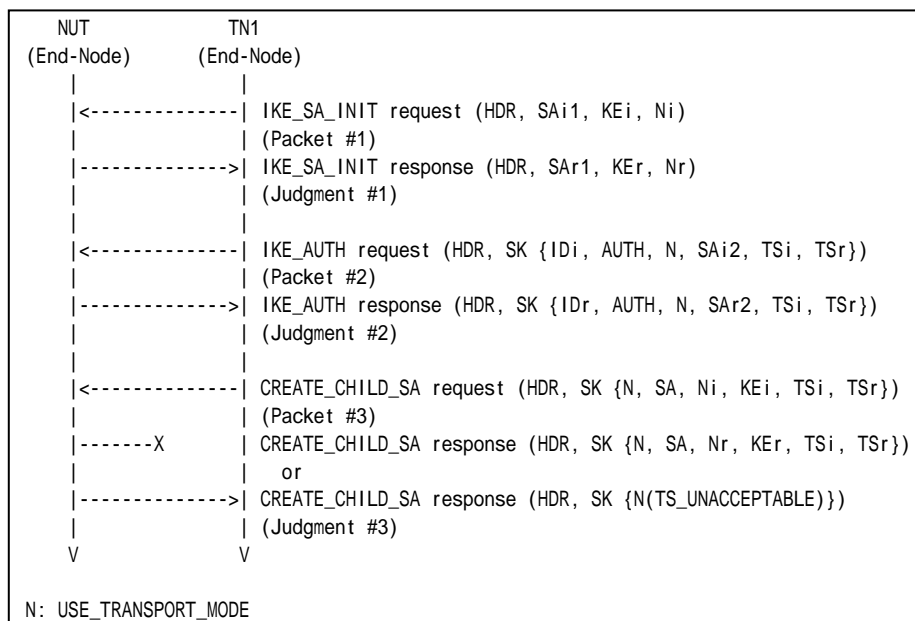 NUT TN1
(End-Node) (End-Node)
| |
|<--------------| IKE_SA_INIT request (HDR, SAi1, KEi, Ni)
| | (Packet #1)
|-------------->| IKE_SA_INIT response (HDR, SAr1, KEr, Nr)
| | (Judgment #1)
| |
|<--------------| IKE_AUTH request (HDR, SK {IDi, AUTH, N, SAi2, TSi, TSr})
| | (Packet #2)
|-------------->| IKE_AUTH response (HDR, SK {IDr, AUTH, N, SAr2, TSi, TSr})
| | (Judgment #2)
| |
|<--------------| CREATE_CHILD_SA request (HDR, SK {N, SA, Ni, KEi, TSi, TSr})
| | (Packet #3)
|-------X | CREATE_CHILD_SA response (HDR, SK {N, SA, Nr, KEr, TSi, TSr})
| | or
|-------------->| CREATE_CHILD_SA response (HDR, SK {N(TS_UNACCEPTABLE)})
| | (Judgment #3)
V V
N: USE_TRANSPORT_MODE